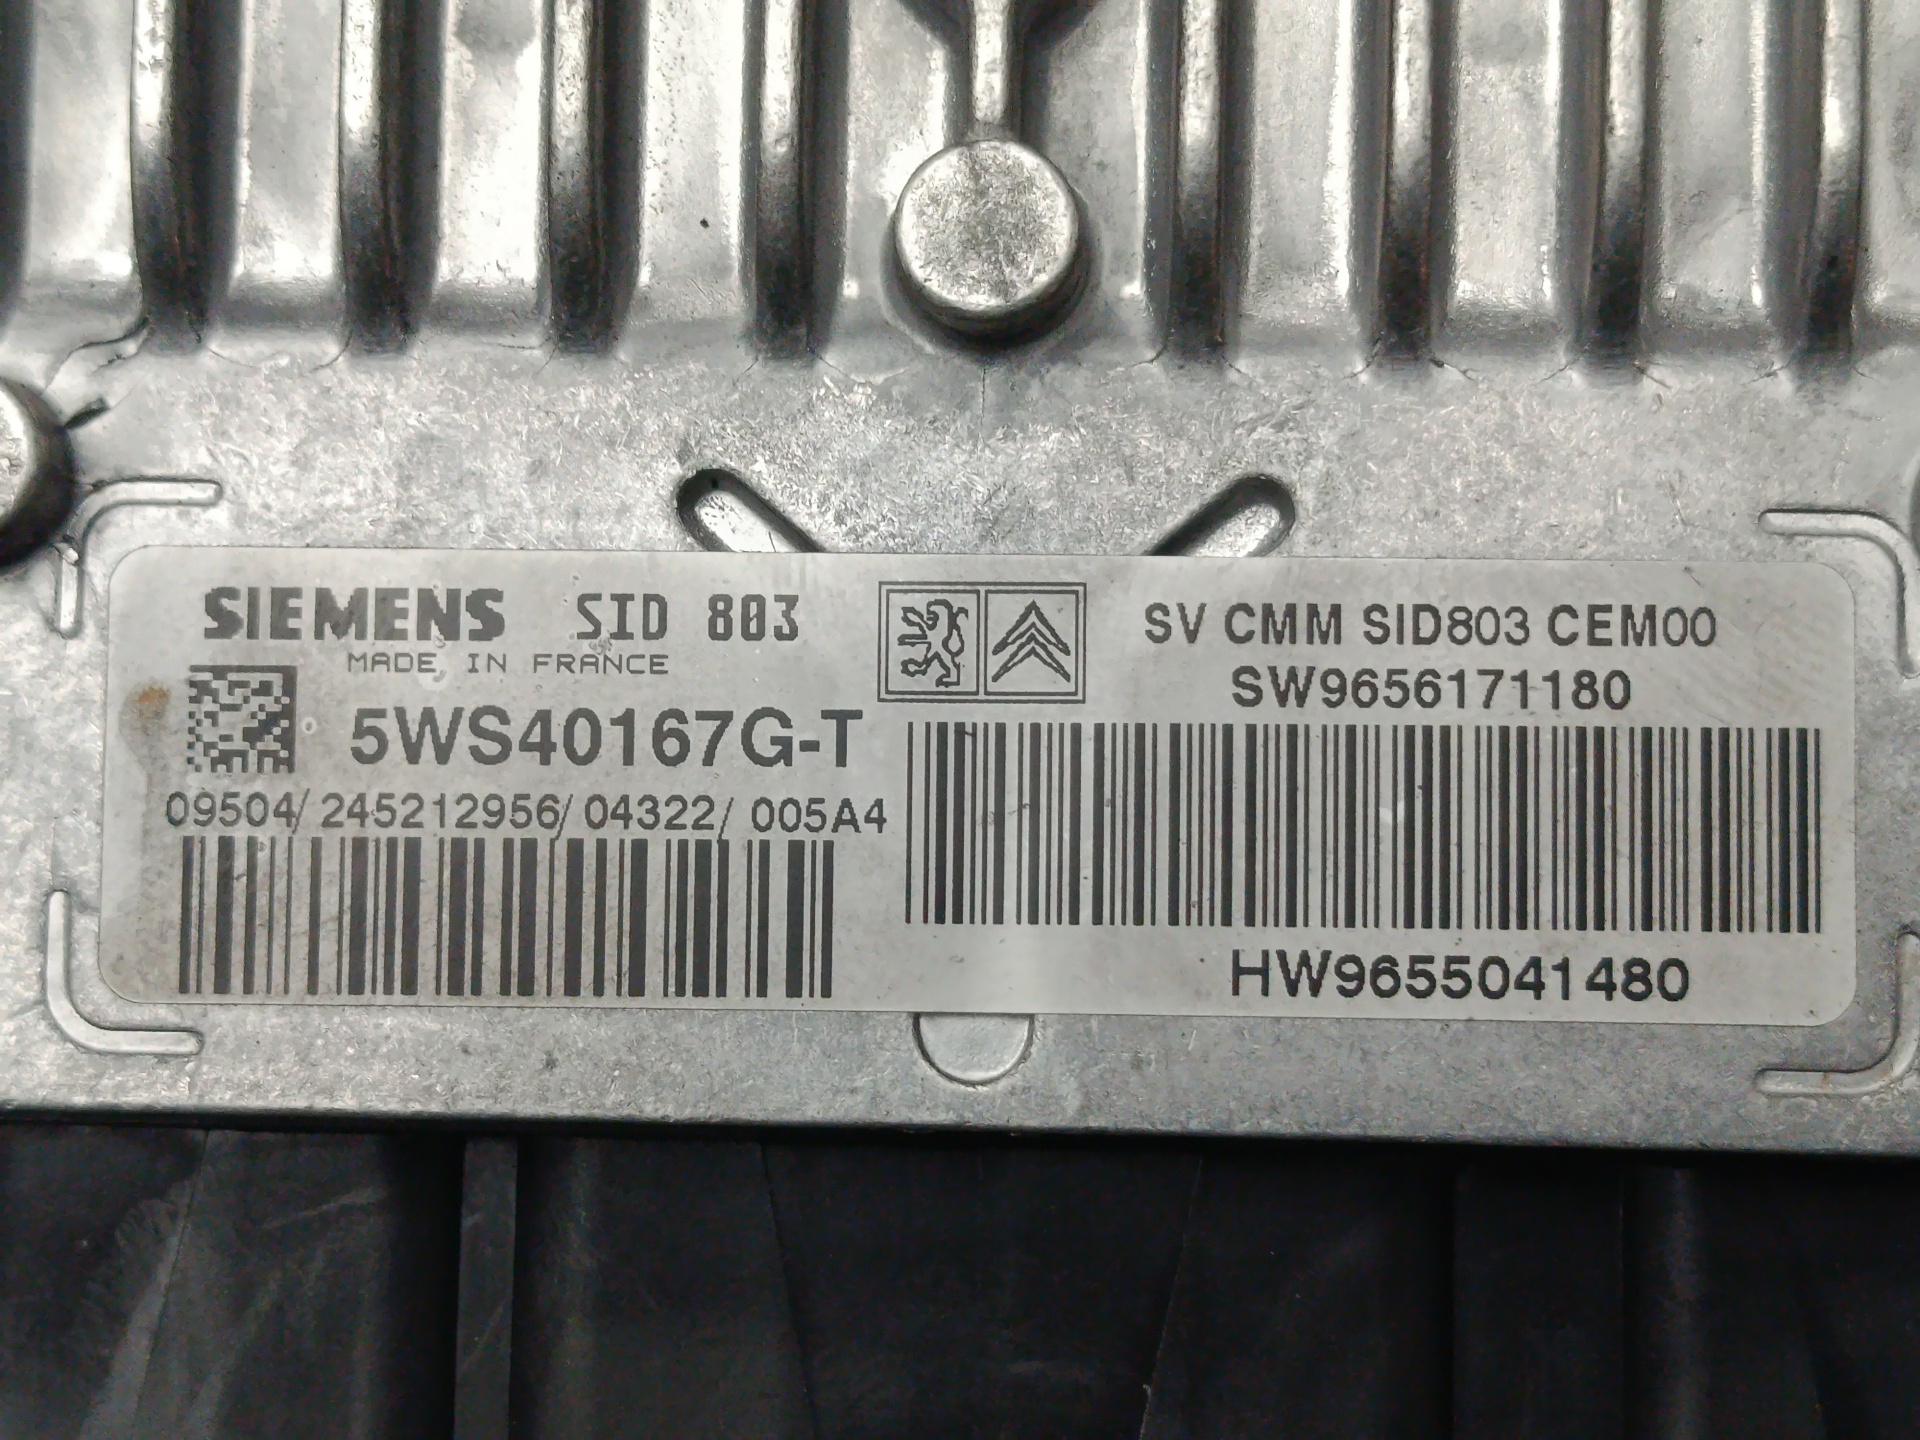 SIEMENS SID 803
MADE IN FRANCE
5WS40167G-T
09504/245212956/04322/005A4
SV CMM SID803 CEM00
SW9656171180
HW9655041480